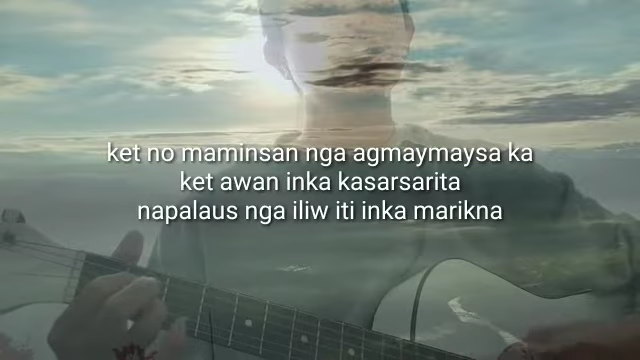 ket no maminsan nga agmaymaysa ka
ket awan inka kasarsarita
napalaus nga iliw iti inka marikna